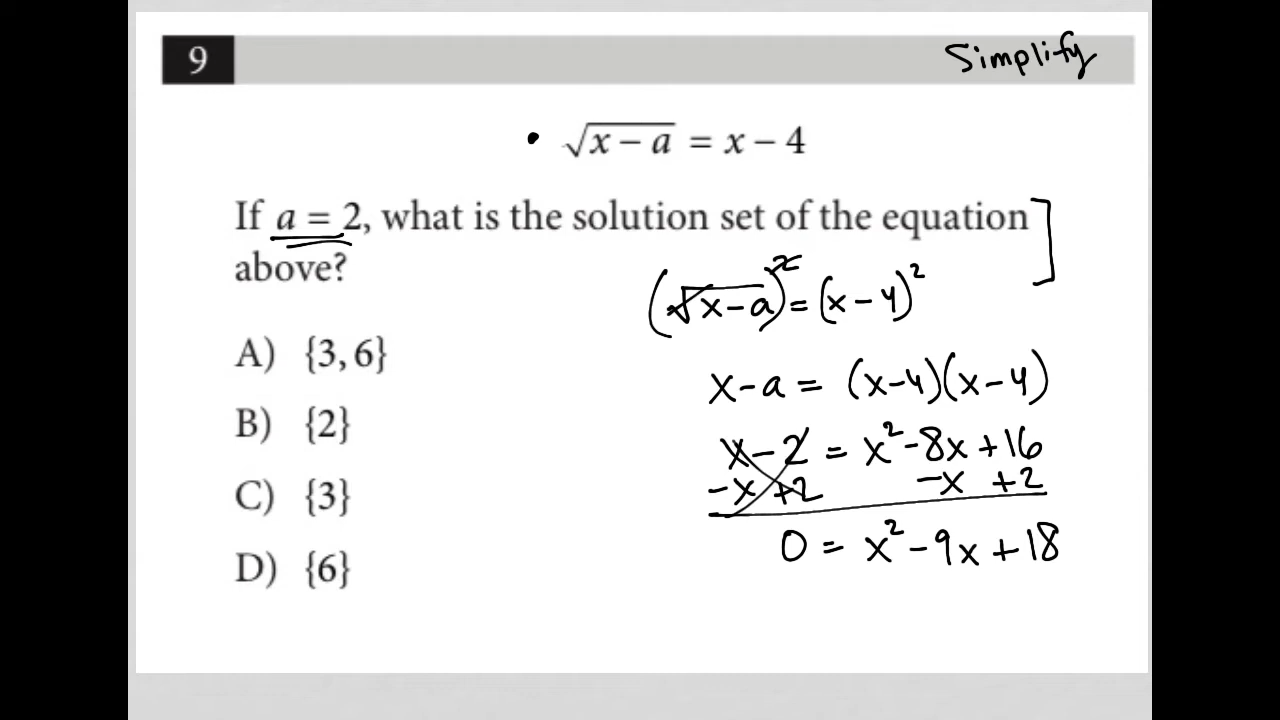 9 Simplify
• √x − a = x − 4
If a = 2, what is the solution set of the equation
above?
(√x − a)² = (x − 4)²
A) {3, 6}
x − a = (x − 4)(x − 4)
B) {2}
x − 2 = x² − 8x + 16
C) {3}
−x +2 −x +2
D) {6}
0 = x² − 9x + 18